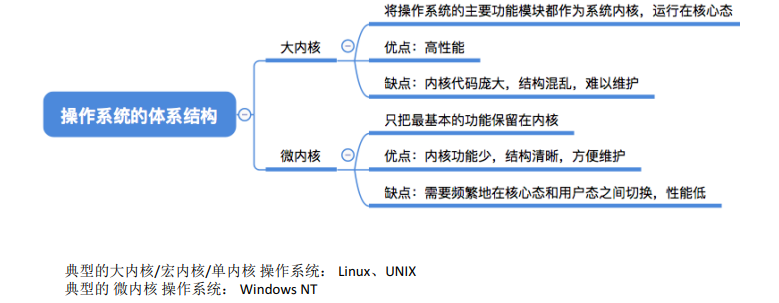 操作系统的体系结构
大内核
将操作系统的主要功能模块都作为系统内核，运行在核心态
优点：高性能
缺点：内核代码庞大，结构混乱，难以维护
微内核
只把最基本的功能保留在内核
优点：内核功能少，结构清晰，方便维护
缺点：需要频繁地在核心态和用户态之间切换，性能低
典型的大内核/宏内核/单内核 操作系统： Linux、UNIX
典型的 微内核 操作系统： Windows NT